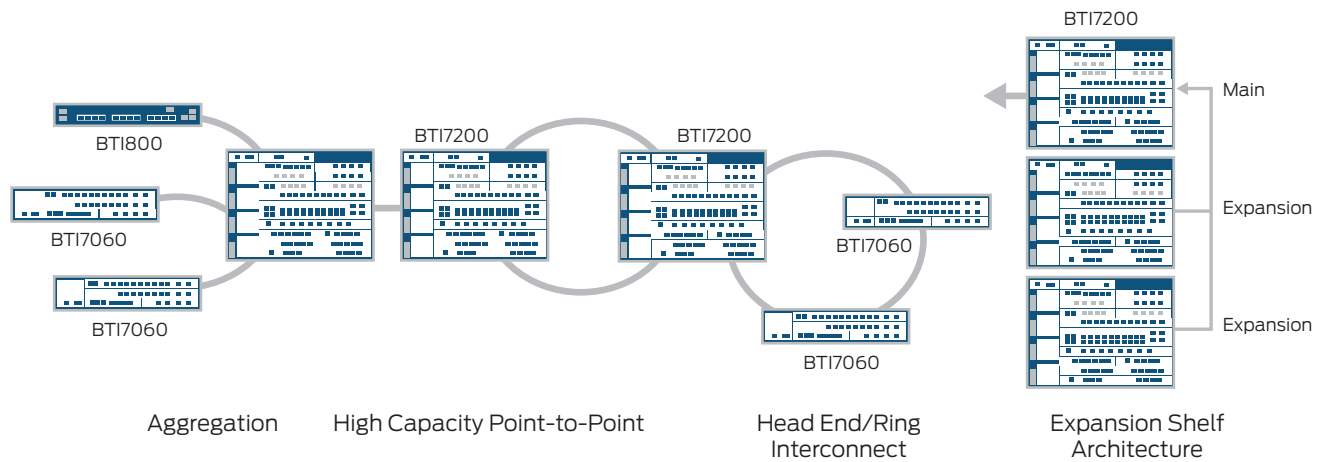 BTI7200
Main
BTI800
BTI7200
BTI7200
BTI7060
Expansion
BTI7060
BTI7060
BTI7060
Expansion
BTI7060
Aggregation
High Capacity Point-to-Point
Head End/Ring
Interconnect
Expansion Shelf
Architecture